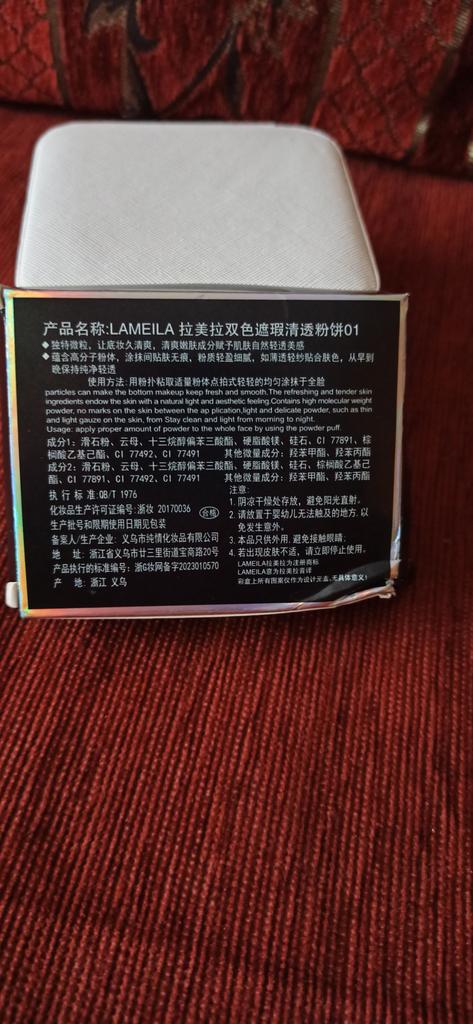 产品名称:LAMEILA 拉美拉双色遮瑕清透粉饼01
◆独特微粒，让底妆久清爽，清爽嫩肤成分赋予肌肤自然轻透美感
◆蕴含高分子粉体，涂抹间贴肤无痕，粉质轻盈细腻，如薄透轻纱贴合肤色，从早到
晚保持纯净轻透
使用方法:用粉扑粘取适量粉体点拍式轻轻的均匀涂抹于全脸
particles can make the bottom makeup keep fresh and smooth,The refreshing and tender skin
ingredients endow the skin with a natural light and aesthetic feeling.Contains high molecular weight
powder, no marks on the skin between the ap plication,light and delicate powder, such as thin
and light gauze on the skin, from Stay clean and light from morning to night.
Usage: apply proper amount of powder to the whole face by using the powder puff.
成分1：滑石粉、云母、十三烷醇偏苯三酸酯、硬脂酸镁、硅石、CI 77891、棕
榈酸乙基己酯、CI 77492、CI 77491 其他微量成分：羟苯甲酯、羟苯丙酯
成分2：滑石粉、云母、十三烷醇偏苯三酸酯、硬脂酸镁、硅石、棕榈酸乙基己
酯、CI 77891、CI 77492、CI 77491 其他微量成分：羟苯甲酯、羟苯丙酯
执行标准:QB/T 1976
化妆品生产许可证编号:浙妆 20170036 合格
生产批号和限期使用日期见包装
备案人/生产企业：义乌市纯情化妆品有限公司
地 址：浙江省义乌市廿三里街道宝商路20号
产品执行的标准编号：浙G妆网备字2023010570
产 地：浙江 义乌
注意：
1. 阴凉干燥处存放，避免阳光直射。
2. 请放置于婴幼儿无法触及的地方，以
免发生意外。
3. 本品只供外用，避免接触眼睛；
4. 若出现皮肤不适，请立即停止使用。
LAMEILA拉美拉为注册商标
LAMEILA意为拉美拉音译
彩盒上所有图案仅作为设计元素,无具体意义!